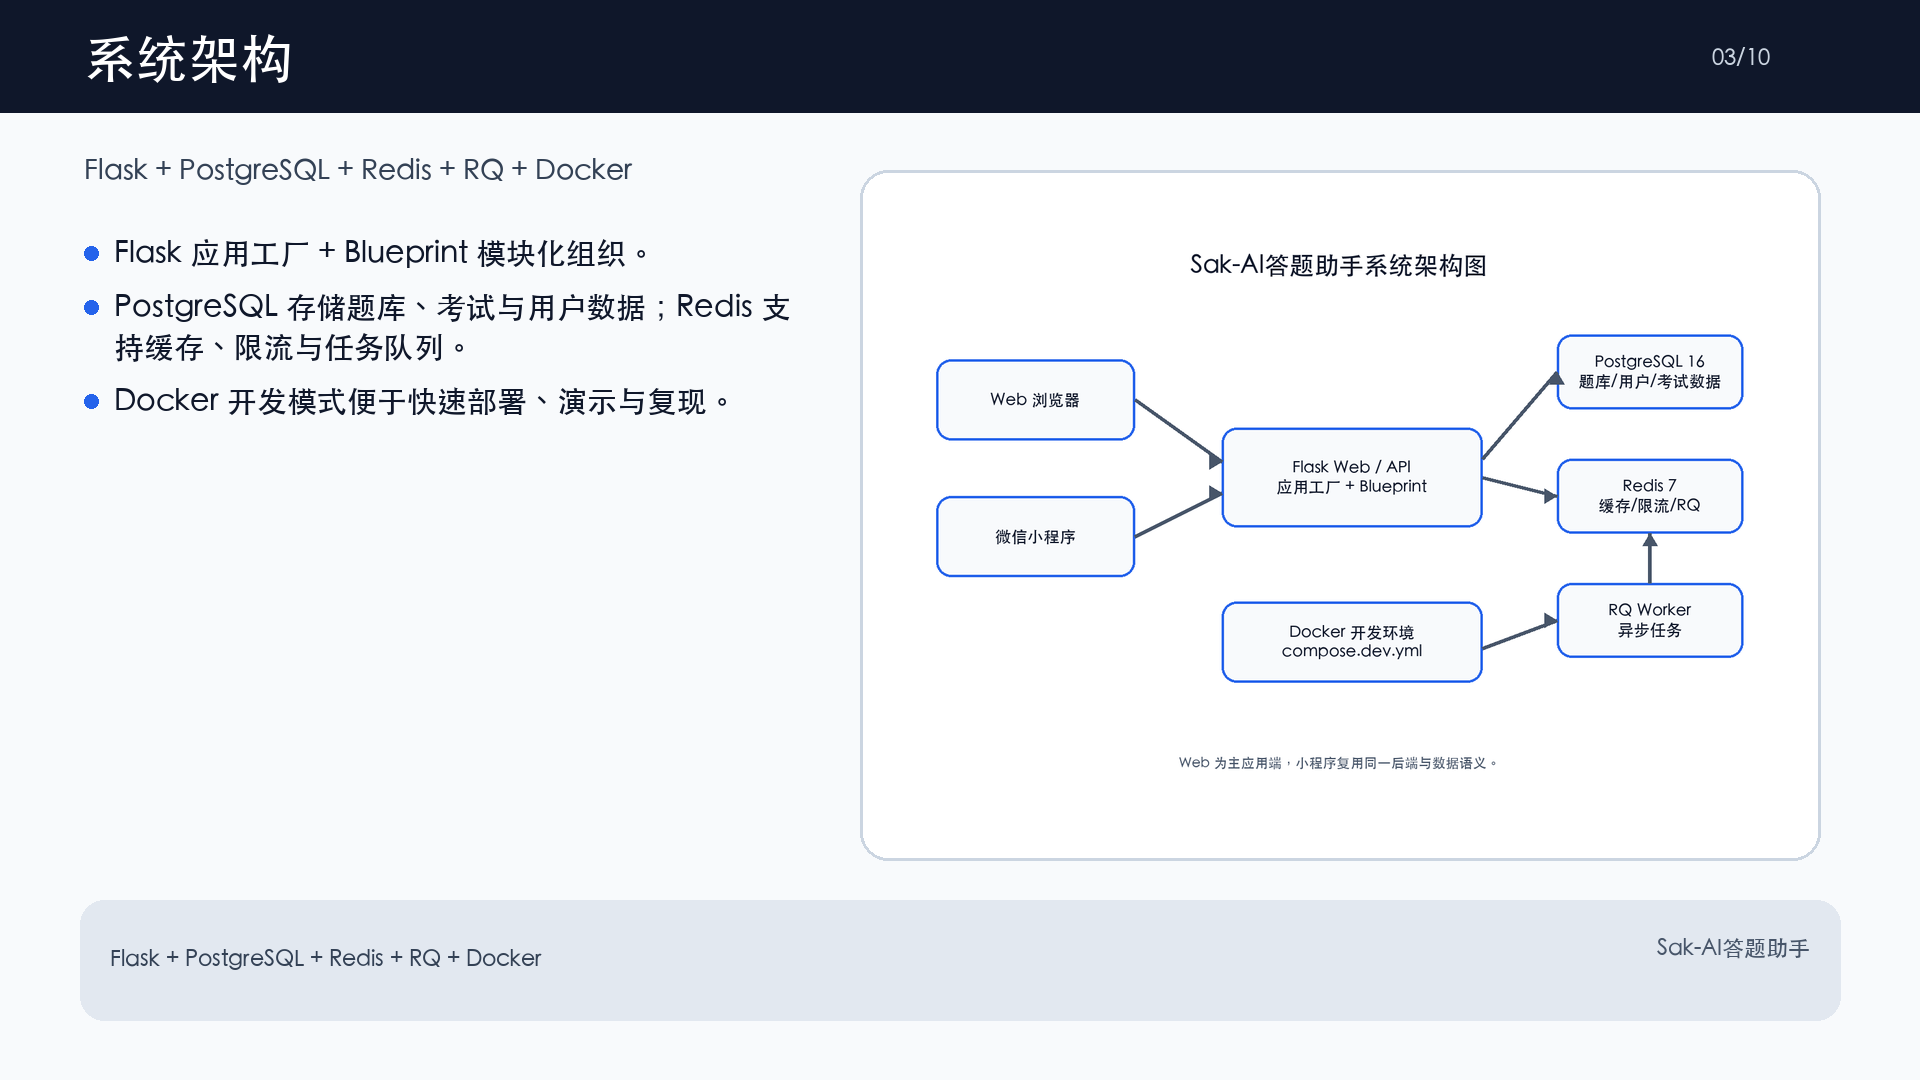 系统架构
03/10
Flask + PostgreSQL + Redis + RQ + Docker
Flask 应用工厂 + Blueprint 模块化组织。
PostgreSQL 存储题库、考试与用户数据；Redis 支
持缓存、限流与任务队列。
Docker 开发模式便于快速部署、演示与复现。
Sak-AI答题助手系统架构图
Web 浏览器
微信小程序
Flask Web / API
应用工厂 + Blueprint
PostgreSQL 16
题库/用户/考试数据
Redis 7
缓存/限流/RQ
RQ Worker
异步任务
Docker 开发环境
compose.dev.yml
Web 为主应用端，小程序复用同一后端与数据语义。
Flask + PostgreSQL + Redis + RQ + Docker
Sak-AI答题助手